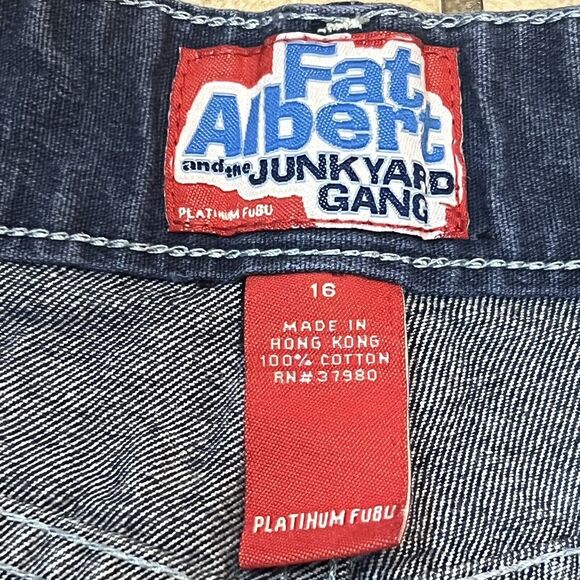 Fat
Albert
and the JUNKYARD
GANG
PLATINUM FUBU
16
MADE IN
HONG KONG
100% COTTON
RN#37980
PLATINUM FUBU